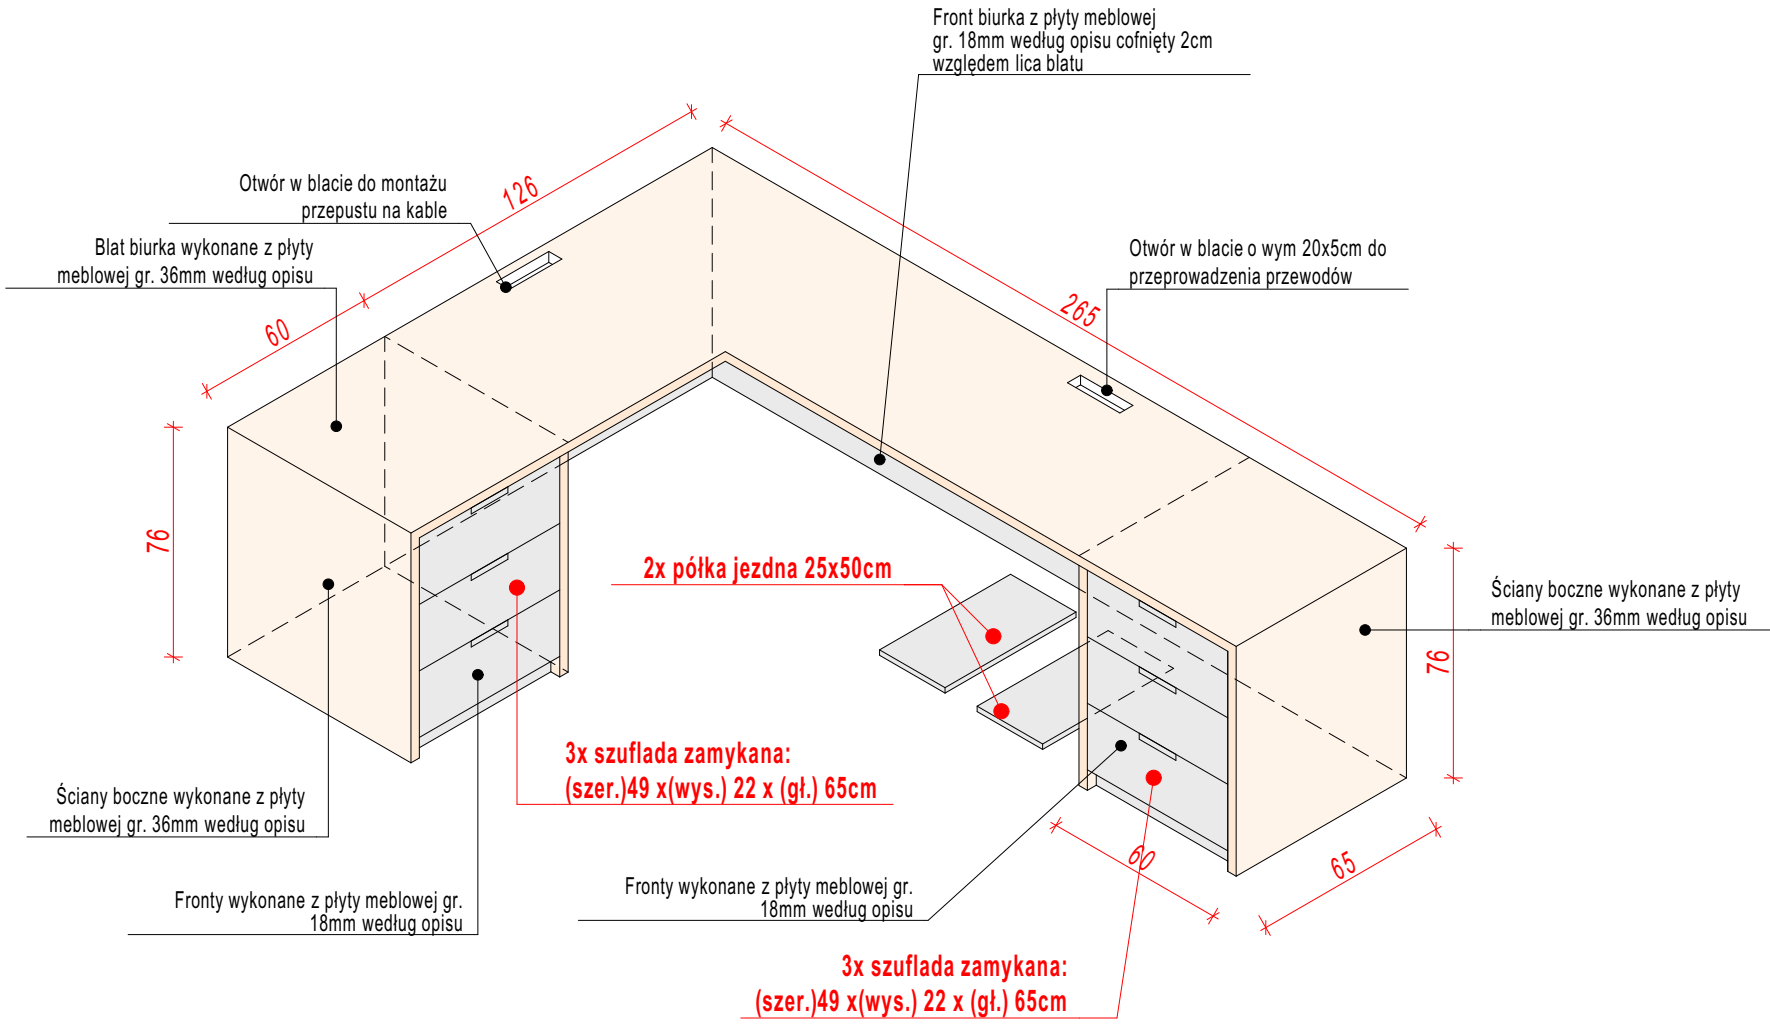 Front biurka z płyty meblowej
gr. 18mm według opisu cofnięty 2cm
względem lica blatu
Otwór w blacie do montażu
przepustu na kable
126
Blat biurka wykonane z płyty
meblowej gr. 36mm według opisu
Otwór w blacie o wym 20x5cm do
przeprowadzenia przewodów
60
265
76
2x półka jezdna 25x50cm
Ściany boczne wykonane z płyty
meblowej gr. 36mm według opisu
76
3x szuflada zamykana:
(szer.)49 x(wys.) 22 x (gł.) 65cm
Ściany boczne wykonane z płyty
meblowej gr. 36mm według opisu
60
65
Fronty wykonane z płyty meblowej gr.
18mm według opisu
Fronty wykonane z płyty meblowej gr.
18mm według opisu
3x szuflada zamykana:
(szer.)49 x(wys.) 22 x (gł.) 65cm